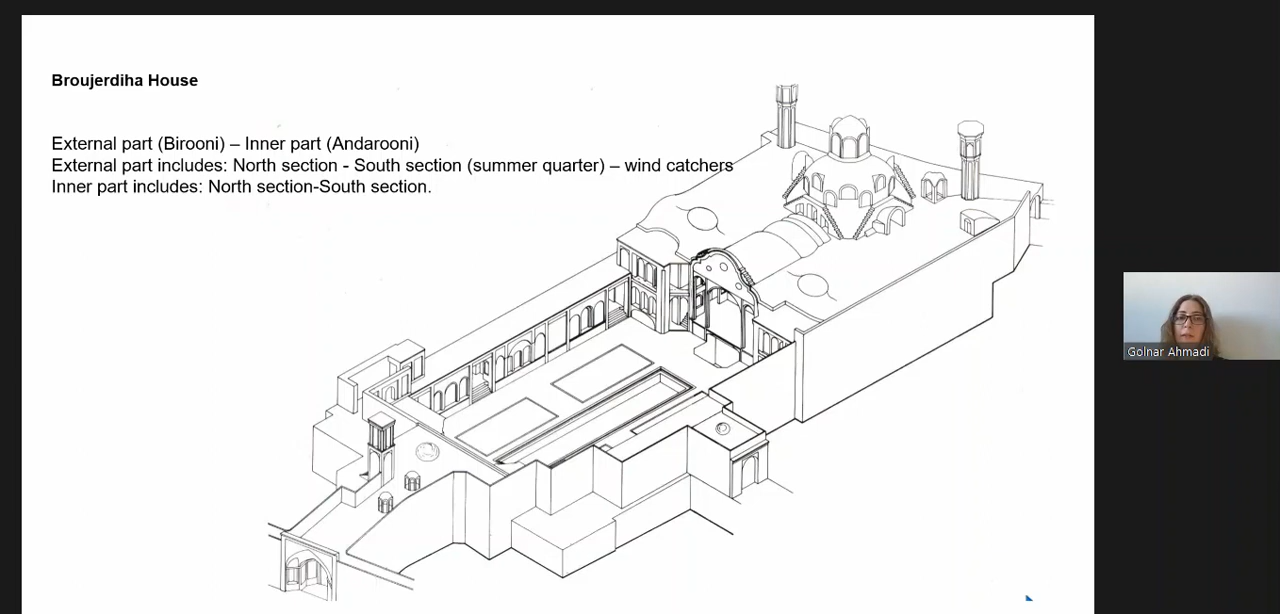 Broujerdiha House
External part (Birooni) – Inner part (Andarooni)
External part includes: North section - South section (summer quarter) – wind catchers
Inner part includes: North section-South section.
Golnar Ahmadi